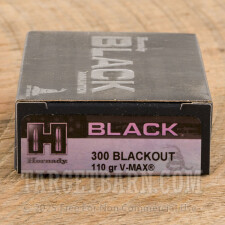 BLACK
H
Hornady
BLACK
300 BLACKOUT
110 gr V-MAX®
TARGETBARN.COM